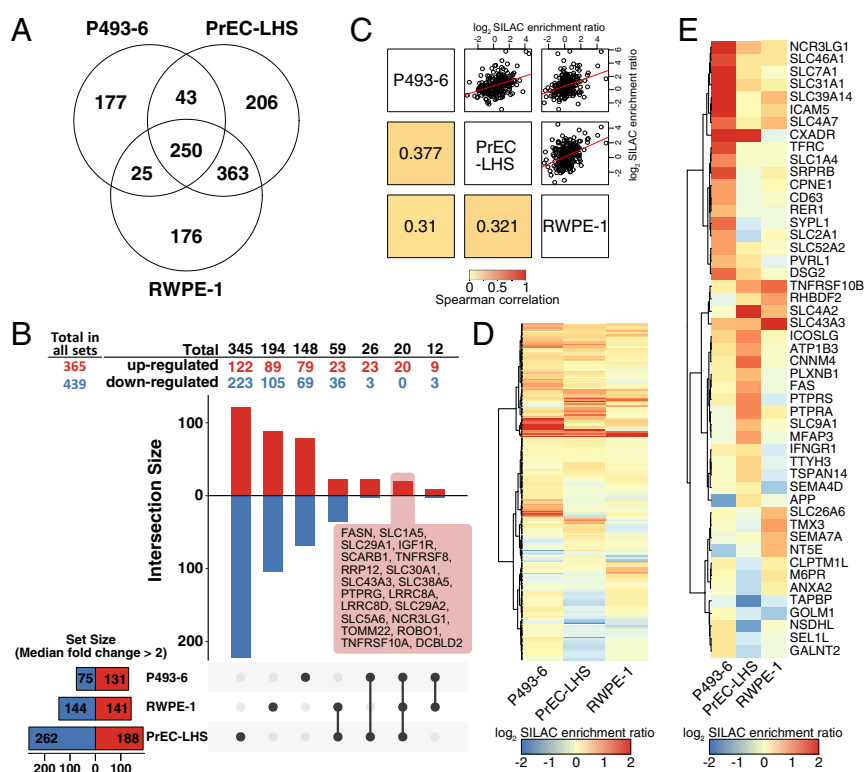 A
P493-6
PrEC-LHS
177
43
206
250
25
363
176
RWPE-1
B
Total in all sets
Total 345 194 148 59 26 20 12
365 up-regulated 122 89 79 23 23 20 9
439 down-regulated 223 105 69 36 3 0 3
Intersection Size
100
0
100
200
FASN, SLC1A5,
SLC29A1, IGF1R,
SCARB1, TNFRSF8,
RRP12, SLC30A1,
SLC43A3, SLC38A5,
PTPRG, LRRC8A,
LRRC8D, SLC29A2,
SLC5A6, NCR3LG1,
TOMM22, ROBO1,
TNFRSF10A, DCBLD2
Set Size
(Median fold change > 2)
75 131 P493-6
144 141 RWPE-1
262 188 PrEC-LHS
200 100 0 100
C
log2 SILAC enrichment ratio
-2 0 2 4 -2 0 2 4 6
P493-6
6
4
2
0
-2
0.377
PrEC
-LHS
4
2
0
-2
log2 SILAC enrichment ratio
0.31
0.321
RWPE-1
0 0.5 1
Spearman correlation
D
P493-6
PrEC-LHS
RWPE-1
log2 SILAC enrichment ratio
-2 -1 0 1 2
E
NCR3LG1
SLC46A1
SLC7A1
SLC31A1
SLC39A14
ICAM5
SLC4A7
CXADR
TFRC
SLC1A4
SRPRB
CPNE1
CD63
RER1
SYPL1
SLC2A1
SLC52A2
PVRL1
DSG2
TNFRSF10B
RHBDF2
SLC4A2
SLC43A3
ICOSLG
ATP1B3
CNNM4
PLXNB1
FAS
PTPRS
PTPRA
SLC9A1
MFAP3
IFNGR1
TTYH3
TSPAN14
SEMA4D
APP
SLC26A6
TMX3
SEMA7A
NT5E
CLPTM1L
M6PR
ANXA2
TAPBP
GOLM1
NSDHL
SEL1L
GALNT2
P493-6
PrEC-LHS
RWPE-1
log2 SILAC enrichment ratio
-2 -1 0 1 2